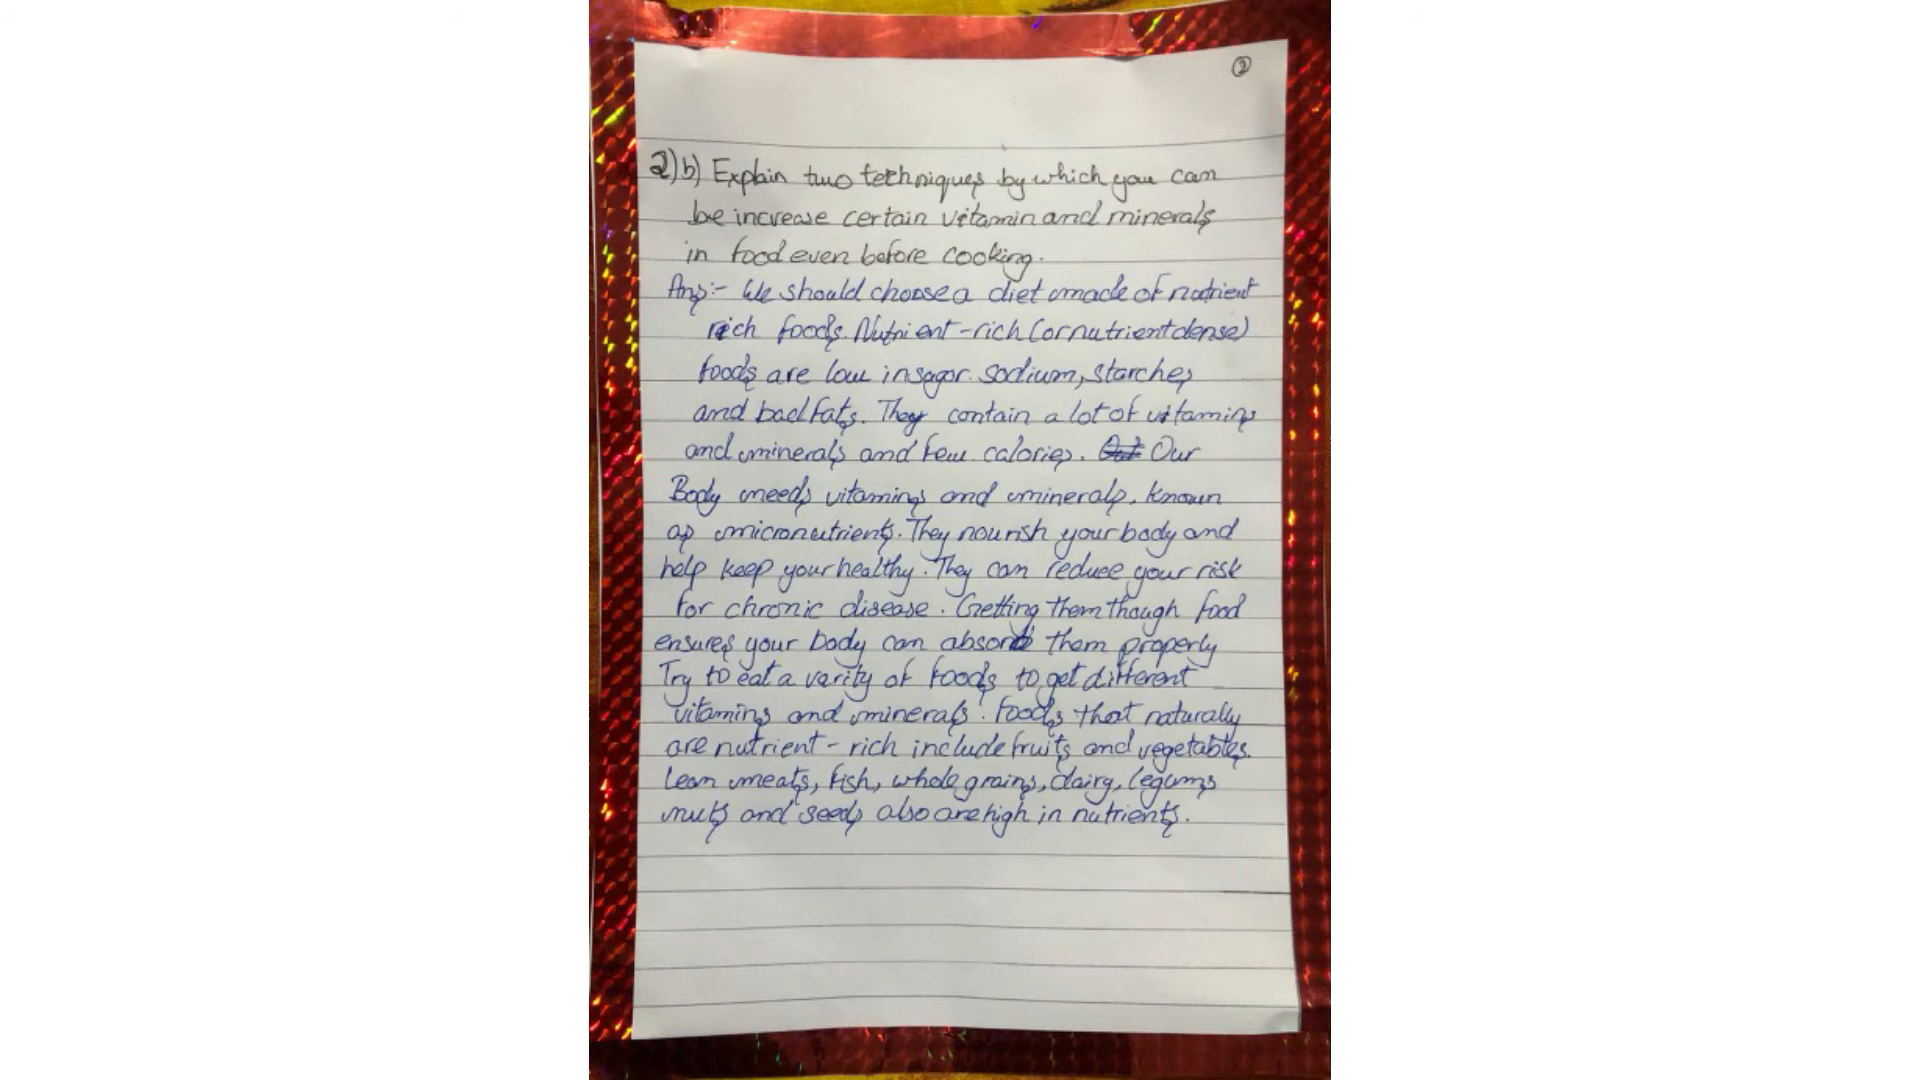 ②
2)b) Explain two techniques by which you can
be increase certain vitamin and minerals
in food even before cooking.
Ans:- We should choose a diet made of nutrient
rich foods. Nutrient-rich (or nutrient dense)
foods are low in sagar. sodium, starches
and bad fats. They contain a lot of vitamins
and minerals and few calories. Our
Body needs vitamins and minerals, known
as micronutrients. They nourish your body and
help keep your healthy. They can reduce your risk
for chronic disease. Getting them though food
ensures your body can absorb them properly
Try to eat a varity of foods to get different
vitamins and minerals. Foods that naturally
are nutrient-rich include fruits and vegetables.
Lean meats, fish, whole grains, dairy, legums
nuts and seeds also are high in nutrients.